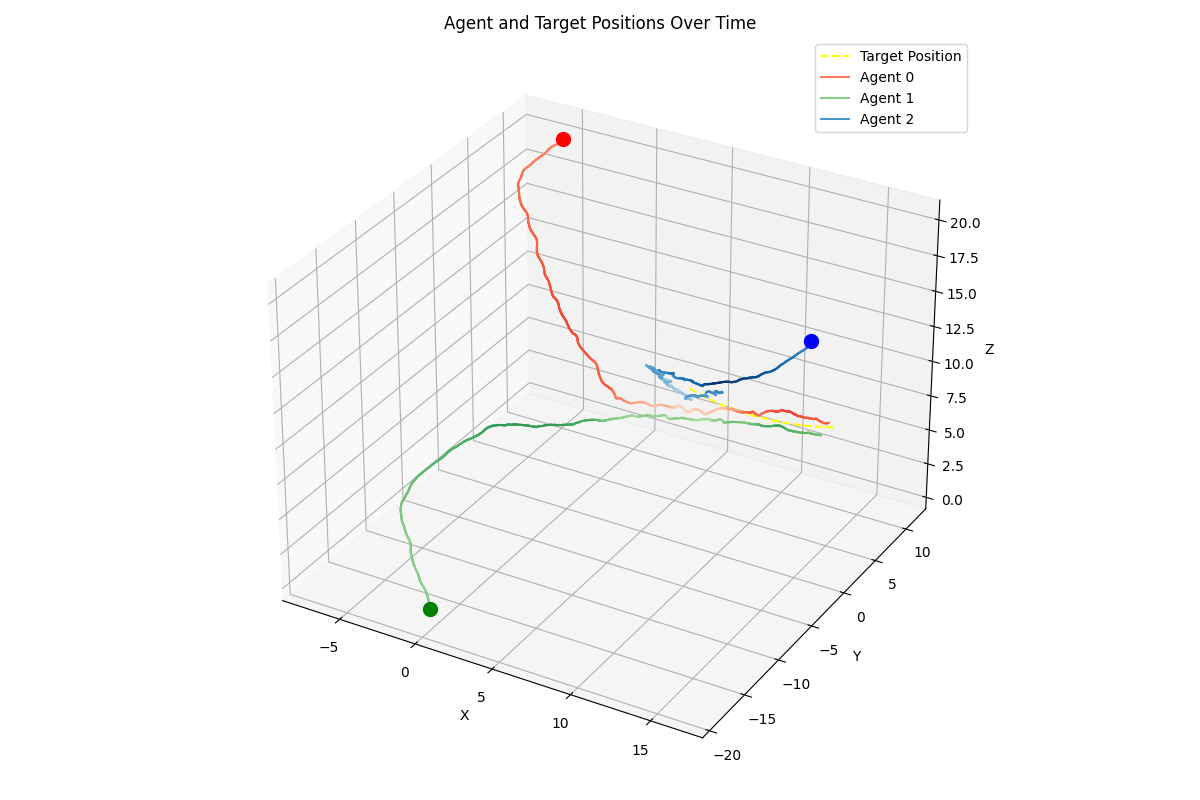 Agent and Target Positions Over Time
Target Position
Agent 0
Agent 1
Agent 2
20.0
17.5
15.0
12.5
10.0
7.5
5.0
2.5
0.0
Z
10
5
0
−5
−10
−15
−20
Y
−5
0
5
10
15
X